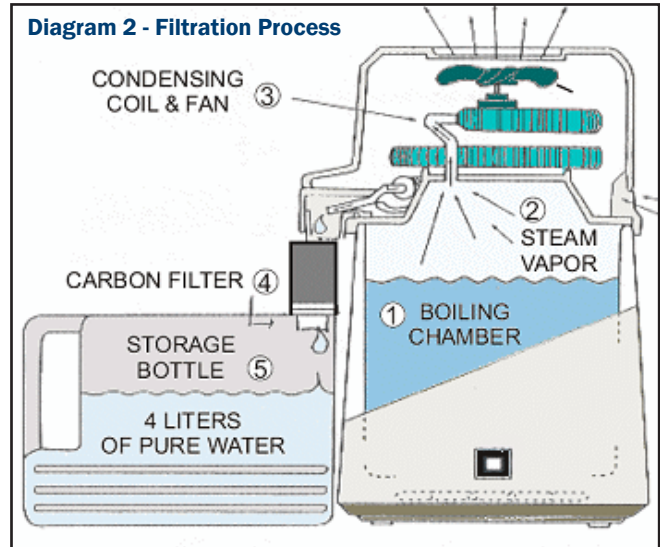 Diagram 2 - Filtration Process
CONDENSING
COIL & FAN ③
② STEAM
VAPOR
CARBON FILTER ④
① BOILING
CHAMBER
STORAGE
BOTTLE ⑤
4 LITERS
OF PURE WATER